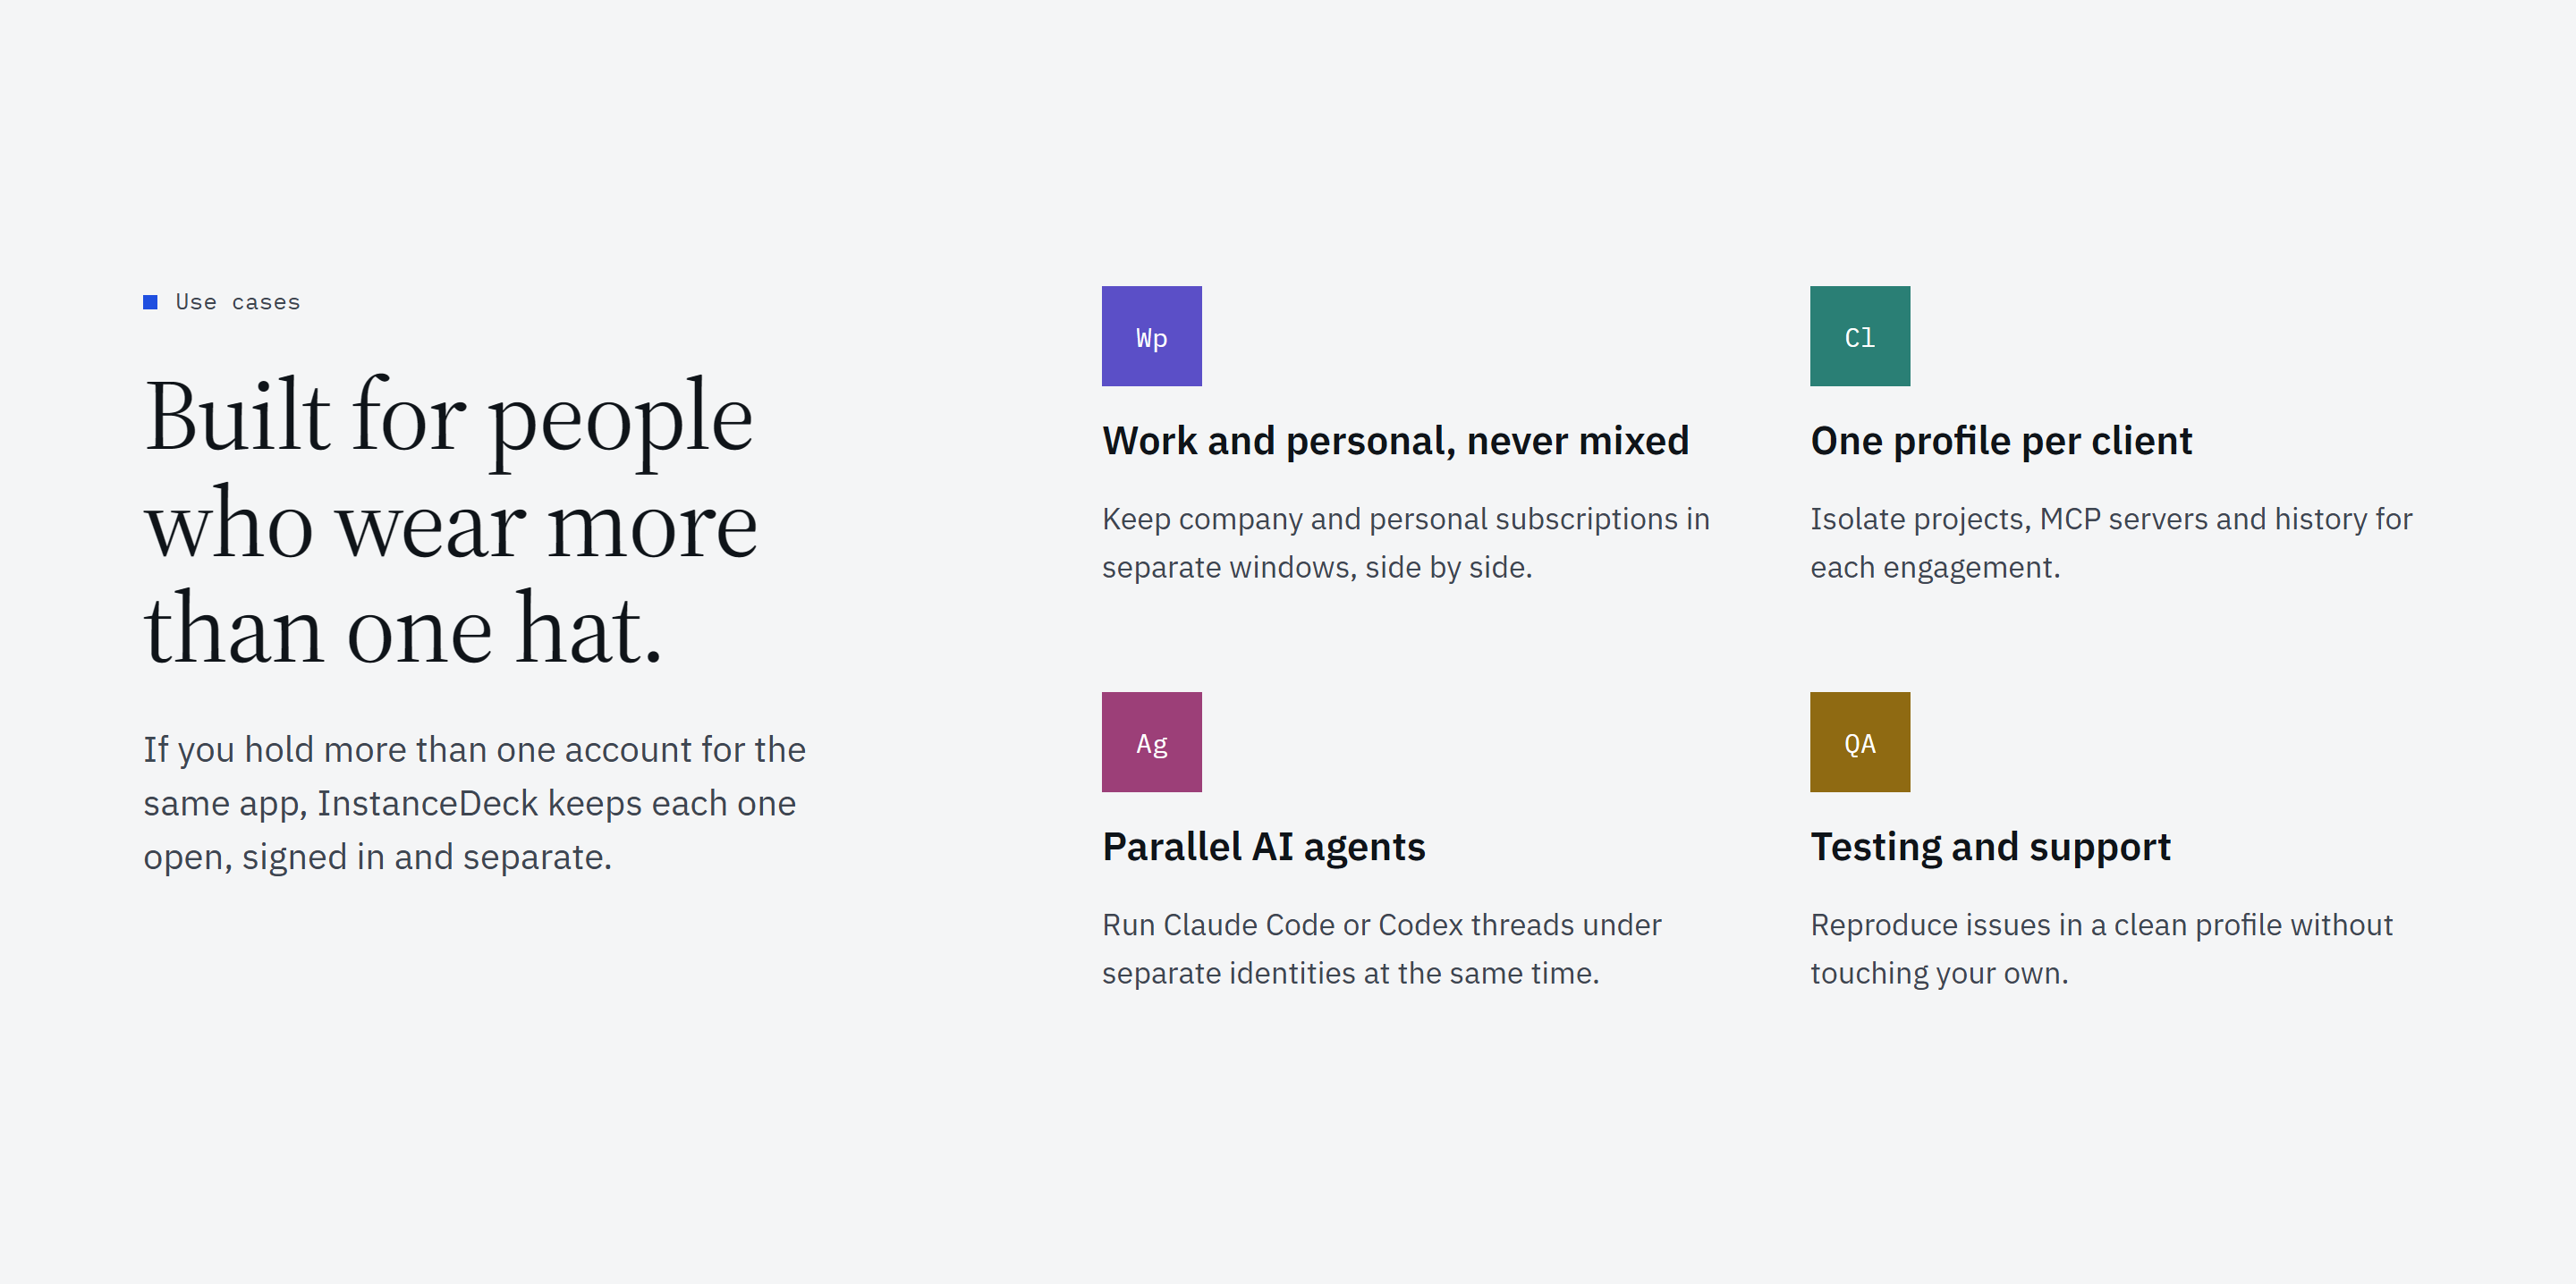 Use cases
Built for people
who wear more
than one hat.
If you hold more than one account for the
same app, InstanceDeck keeps each one
open, signed in and separate.
Wp
Work and personal, never mixed
Keep company and personal subscriptions in
separate windows, side by side.
Cl
One profile per client
Isolate projects, MCP servers and history for
each engagement.
Ag
Parallel AI agents
Run Claude Code or Codex threads under
separate identities at the same time.
QA
Testing and support
Reproduce issues in a clean profile without
touching your own.